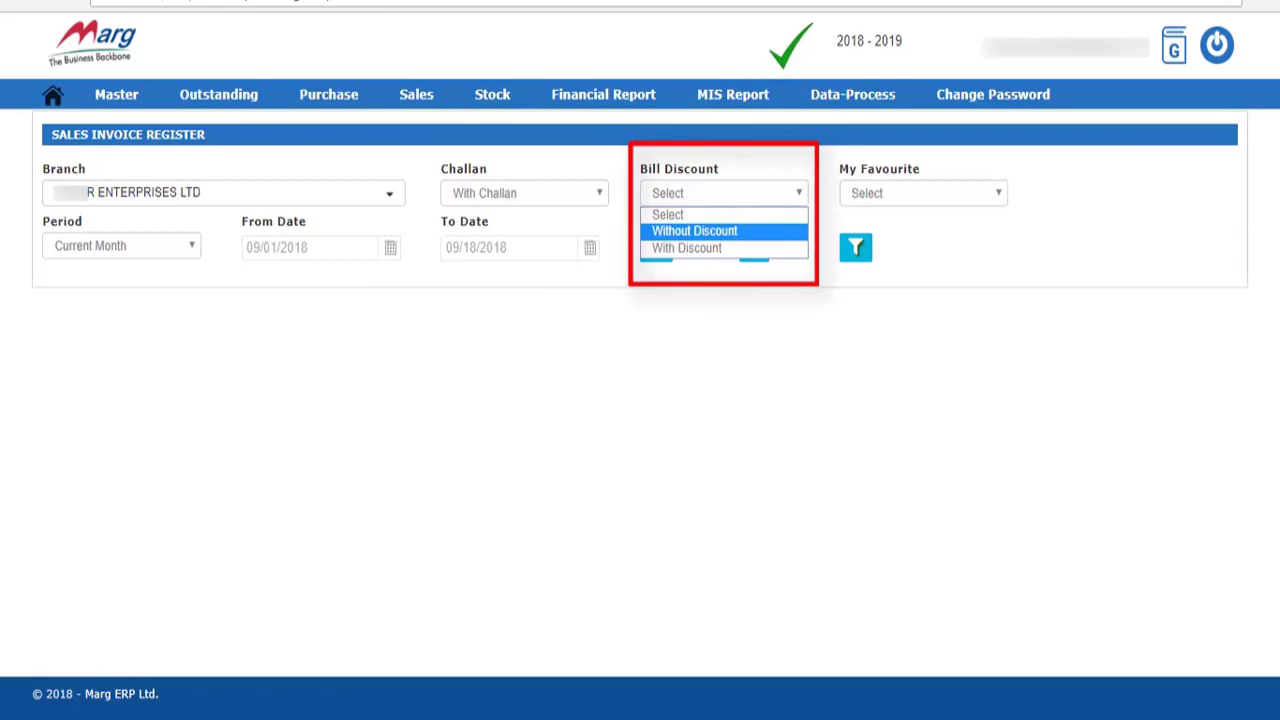 Marg
The Business Backbone
2018 - 2019
G
Master Outstanding Purchase Sales Stock Financial Report MIS Report Data-Process Change Password
SALES INVOICE REGISTER
Branch Challan Bill Discount My Favourite
R ENTERPRISES LTD With Challan Select Select
Select
Without Discount
With Discount
Period From Date To Date
Current Month 09/01/2018 09/18/2018
© 2018 - Marg ERP Ltd.